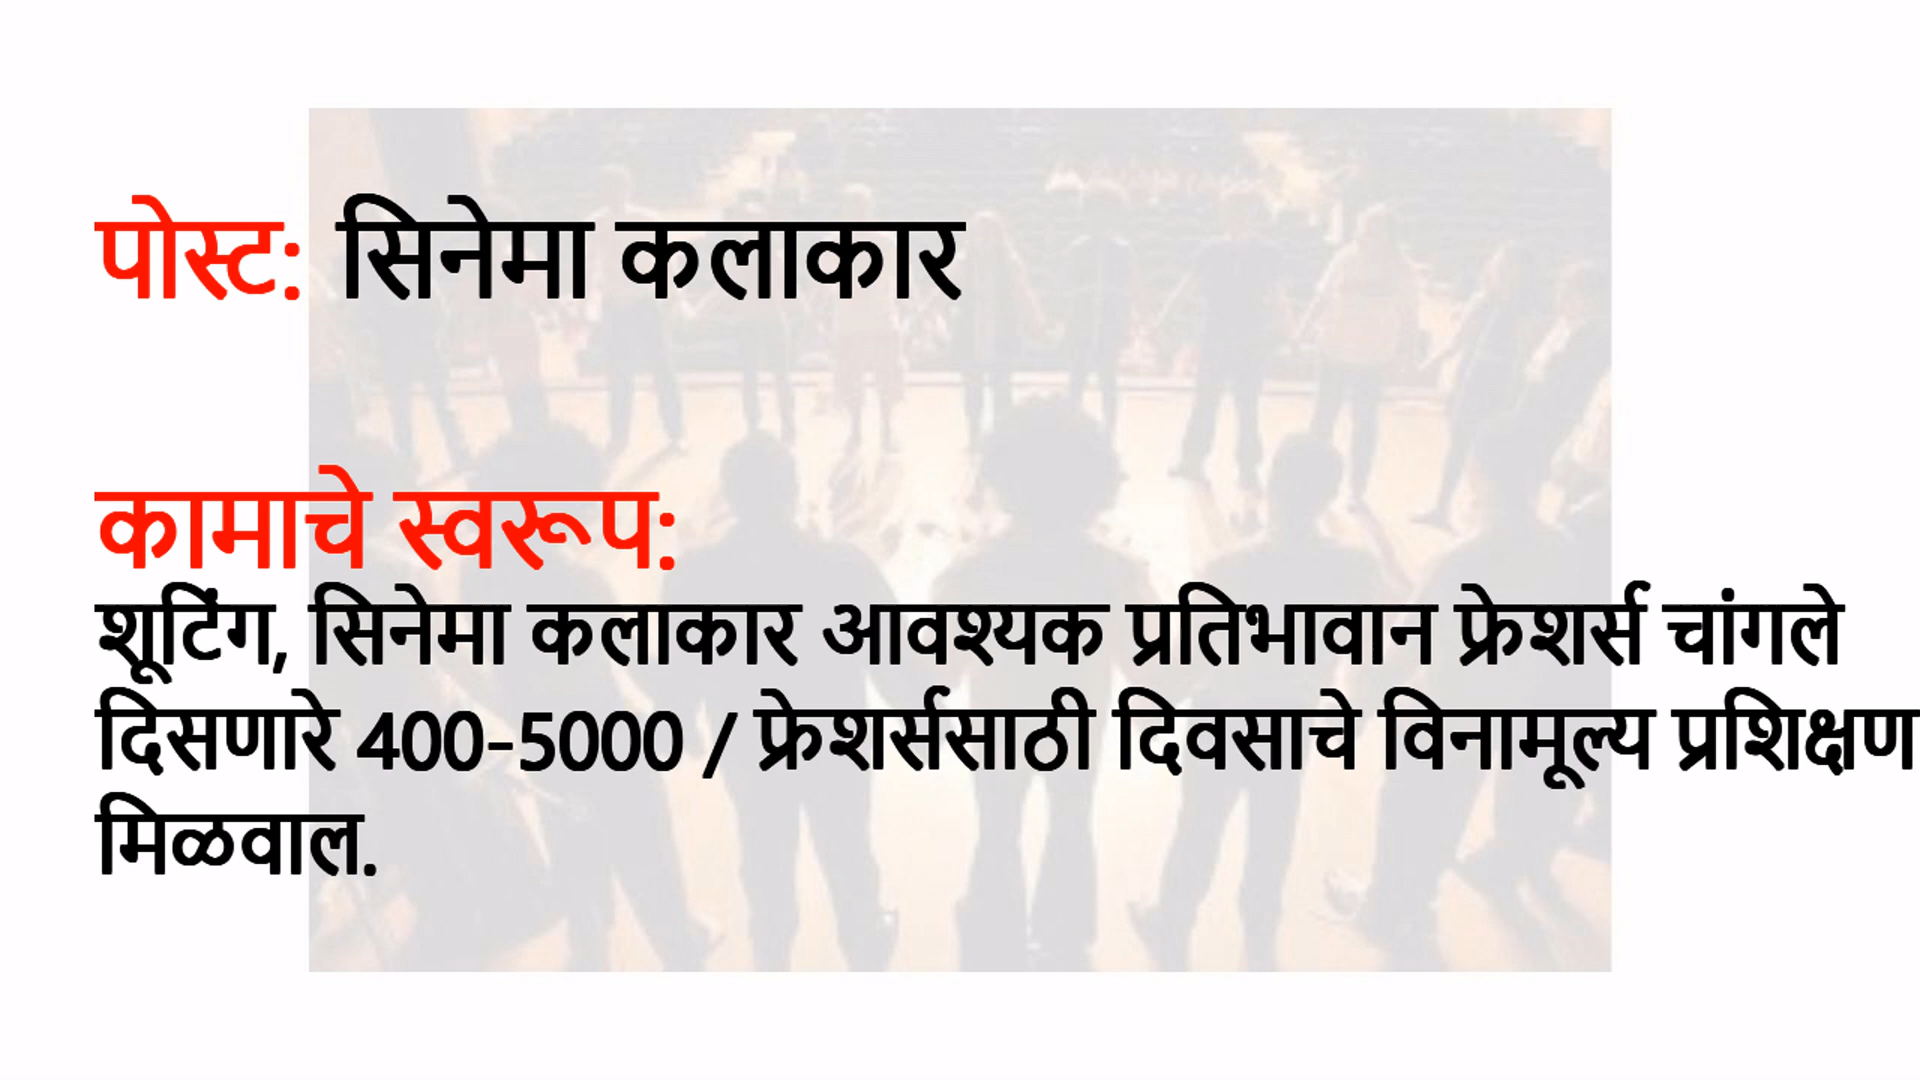 पोस्ट: सिनेमा कलाकार
कामाचे स्वरूप:
शूटिंग, सिनेमा कलाकार आवश्यक प्रतिभावान फ्रेशर्स चांगले
दिसणारे 400-5000 / फ्रेशर्ससाठी दिवसाचे विनामूल्य प्रशिक्षण
मिळवाल.